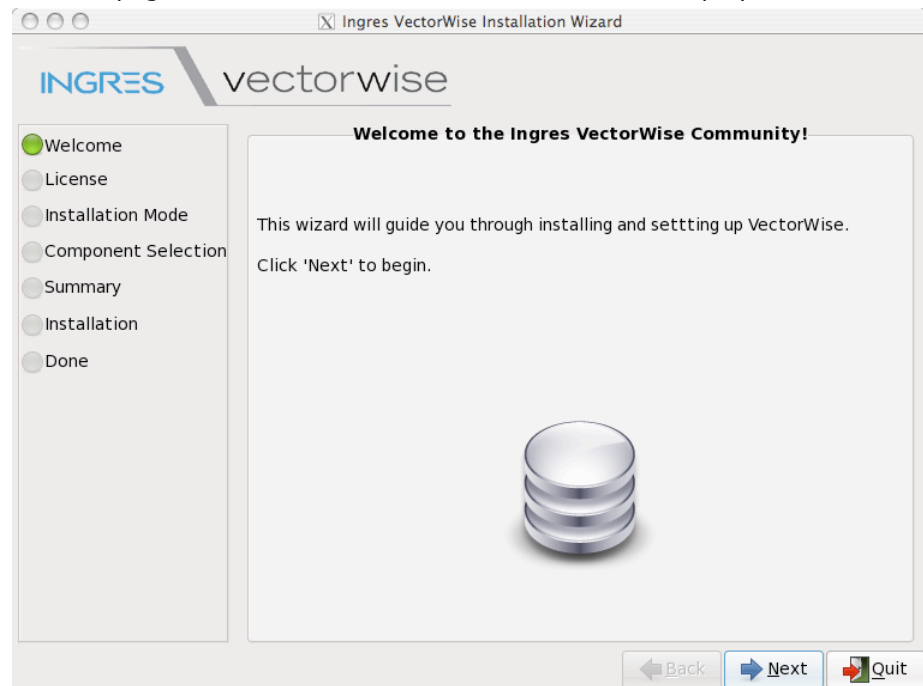 Ingres VectorWise Installation Wizard
INGRES vectorwise
Welcome
License
Installation Mode
Component Selection
Summary
Installation
Done
Welcome to the Ingres VectorWise Community!
This wizard will guide you through installing and settting up VectorWise.
Click 'Next' to begin.
Back Next Quit